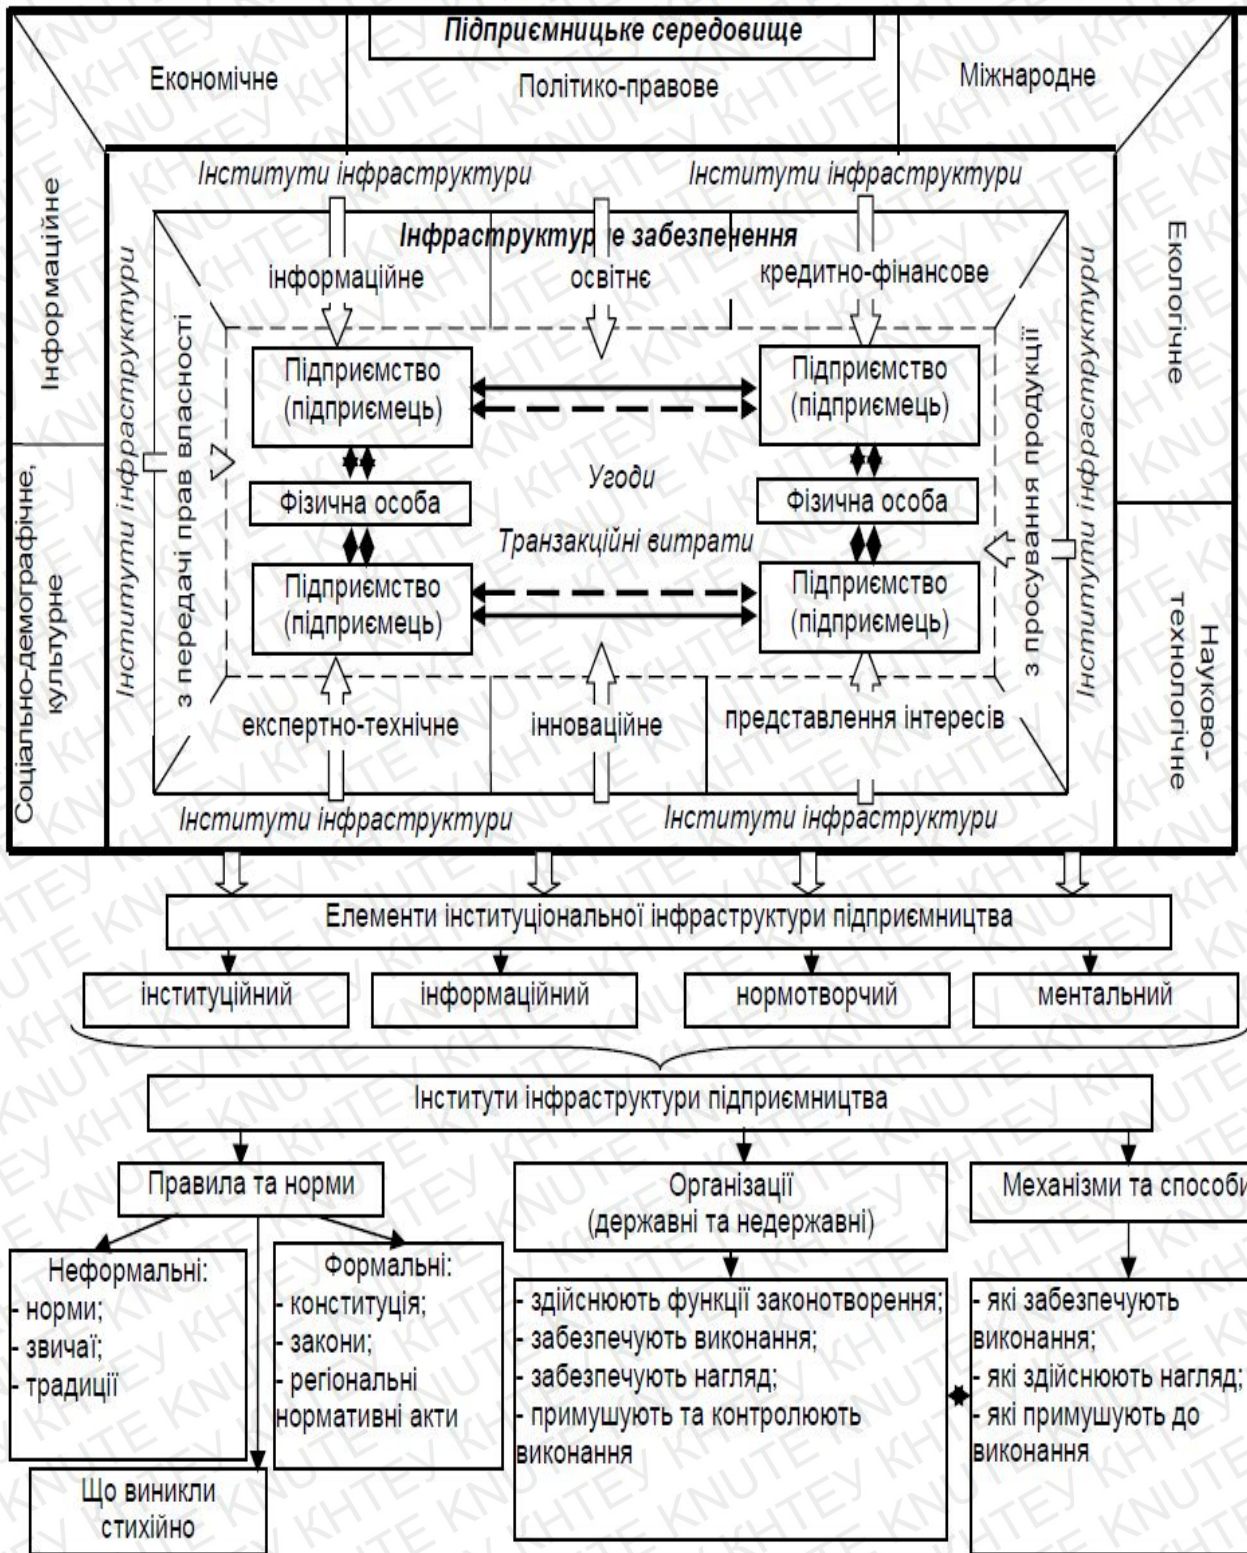 Підприємницьке середовище
Економічне
Політико-правове
Міжнародне
Інформаційне
Соціально-демографічне,
культурне
Екологічне
Науково-
технологічне
Інститути інфраструктури
Інститути інфраструктури
Інститути інфраструктури
Інститути інфраструктури
Інфраструктурне забезпечення
інформаційне
освітнє
кредитно-фінансове
з передачі прав власності
з просування продукції
Підприємство
(підприємець)
Підприємство
(підприємець)
Угоди
Фізична особа
Фізична особа
Транзакційні витрати
Підприємство
(підприємець)
Підприємство
(підприємець)
експертно-технічне
інноваційне
представлення інтересів
Інститути інфраструктури
Інститути інфраструктури
Елементи інституціональної інфраструктури підприємництва
інституційний
інформаційний
нормотворчий
ментальний
Інститути інфраструктури підприємництва
Правила та норми
Організації
(державні та недержавні)
Механізми та способи
Неформальні:
- норми;
- звичаї;
- традиції
Формальні:
- конституція;
- закони;
- регіональні
нормативні акти
Що виникли
стихійно
- здійснюють функції законотворення;
- забезпечують виконання;
- забезпечують нагляд;
- примушують та контролюють
виконання
- які забезпечують
виконання;
- які здійснюють нагляд;
- які примушують до
виконання
KHTEУ KNUTE